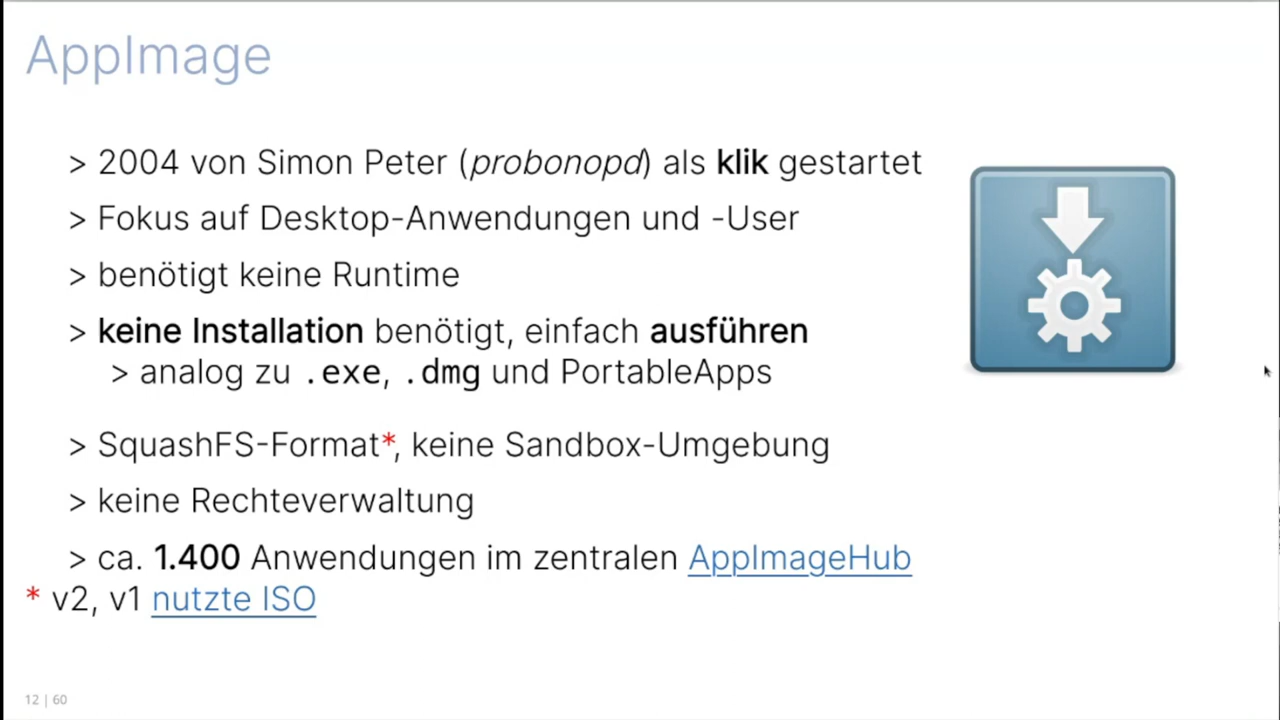 AppImage
> 2004 von Simon Peter (probonopd) als klik gestartet
> Fokus auf Desktop-Anwendungen und -User
> benötigt keine Runtime
> keine Installation benötigt, einfach ausführen
> analog zu .exe, .dmg und PortableApps
> SquashFS-Format*, keine Sandbox-Umgebung
> keine Rechteverwaltung
> ca. 1.400 Anwendungen im zentralen AppImageHub
* v2, v1 nutzte ISO
12 | 60